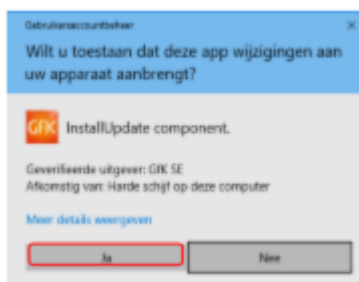 Gebruikersaccountbeheer
Wilt u toestaan dat deze app wijzigingen aan
uw apparaat aanbrengt?
GfK InstallUpdate component.
Geverifieerde uitgever: GfK SE
Afkomstig van: Harde schijf op deze computer
Meer details weergeven
Ja
Nee